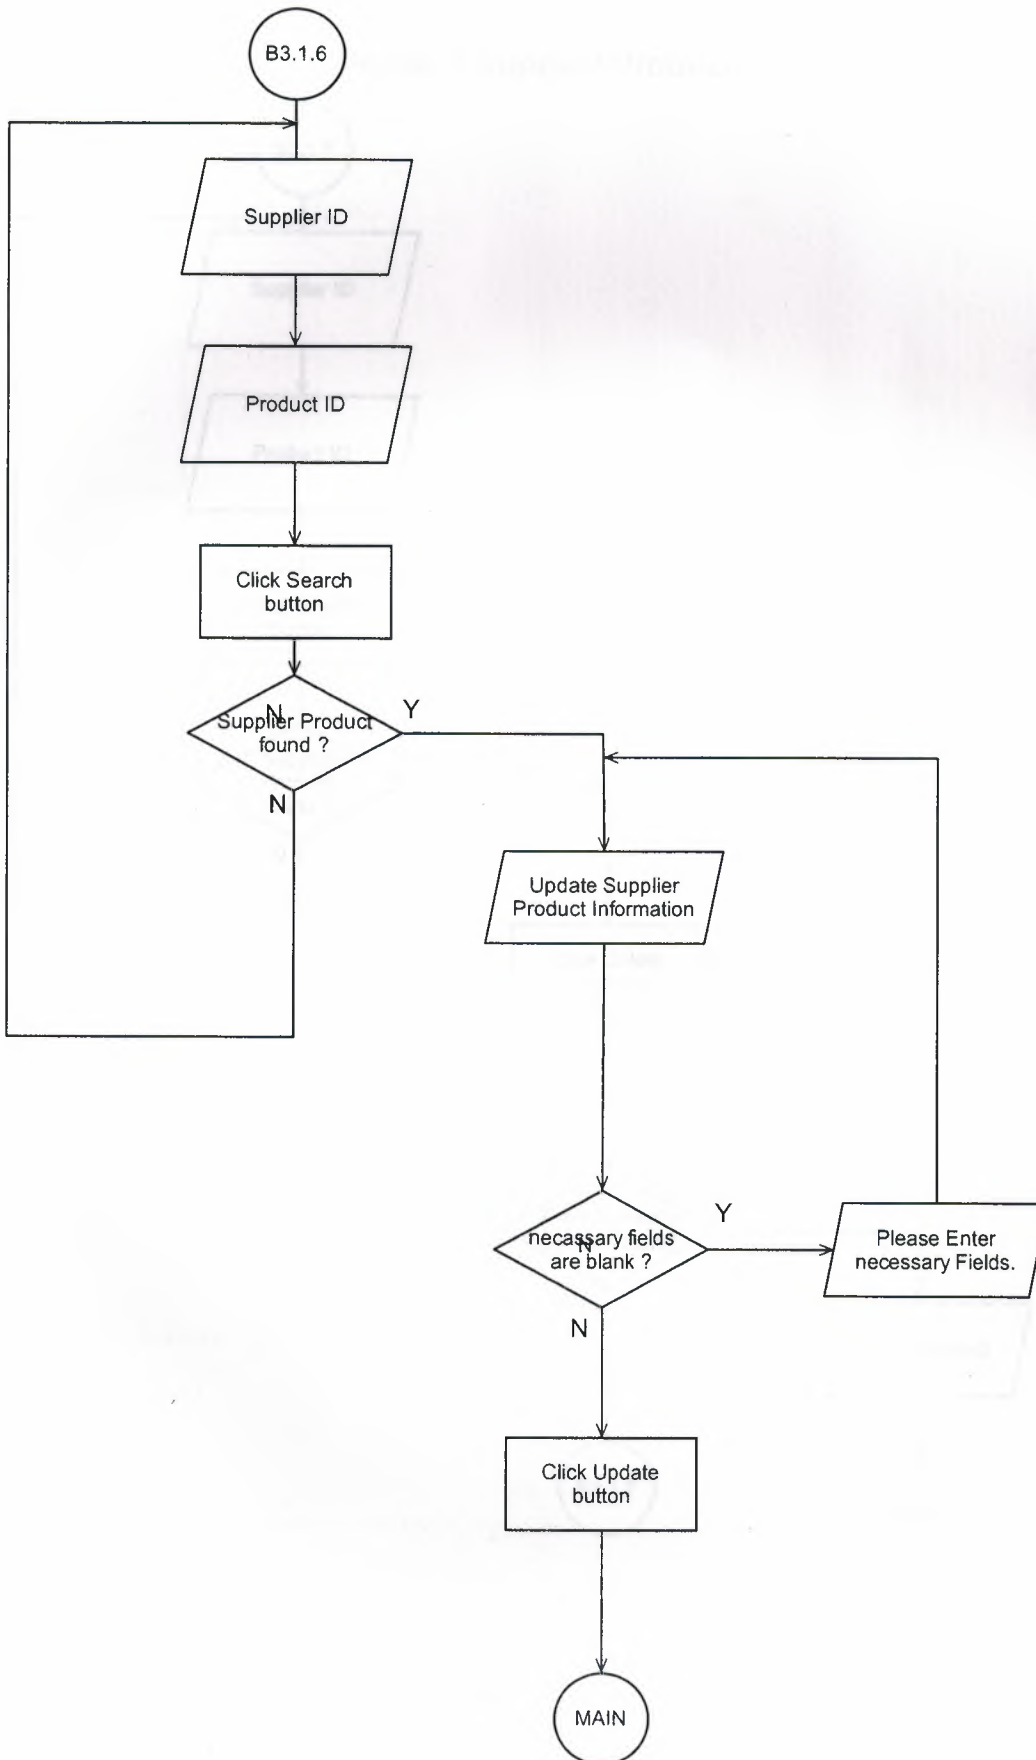 B3.1.6
Supplier ID
Product ID
Click Search
button
N
Y
Supplier Product
found ?
N
Update Supplier
Product Information
Y
necassary fields
N
are blank ?
Please Enter
necessary Fields.
N
Click Update
button
MAIN